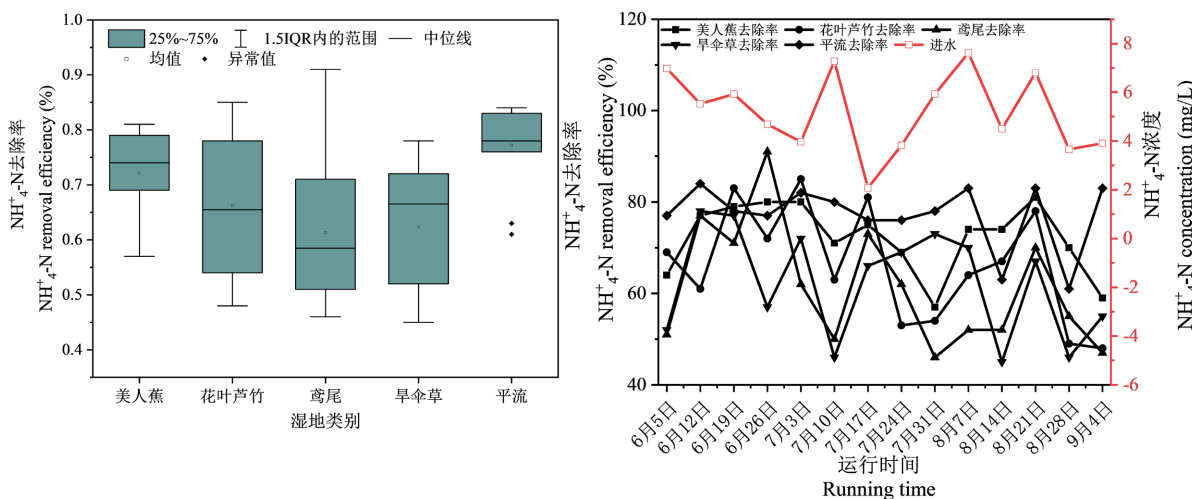 25%~75% 1.5IQR内的范围 中位线
均值 异常值
NH⁺₄-N去除率
NH⁺₄-N removal efficiency (%)
1.0
0.9
0.8
0.7
0.6
0.5
0.4
美人蕉 花叶芦竹 鸢尾 旱伞草 平流
湿地类别
美人蕉去除率 花叶芦竹去除率 鸢尾去除率
旱伞草去除率 平流去除率 进水
NH⁺₄-N去除率
NH⁺₄-N removal efficiency (%)
120
100
80
60
40
8
6
4
2
0
-2
-4
-6
NH⁺₄-N浓度
NH⁺₄-N concentration (mg/L)
6月5日 6月12日 6月19日 6月26日 7月3日 7月10日 7月17日 7月24日 7月31日 8月7日 8月14日 8月21日 8月28日 9月4日
运行时间
Running time